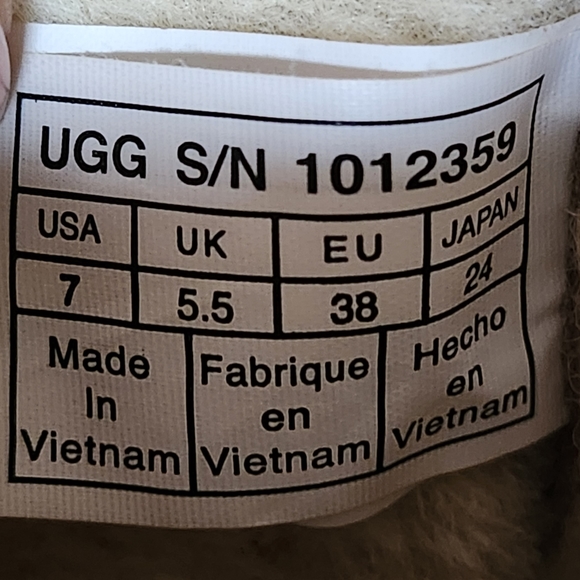 UGG S/N 1012359
USA UK EU JAPAN
7 5.5 38 24
Made Fabrique Hecho
In en en
Vietnam Vietnam Vietnam